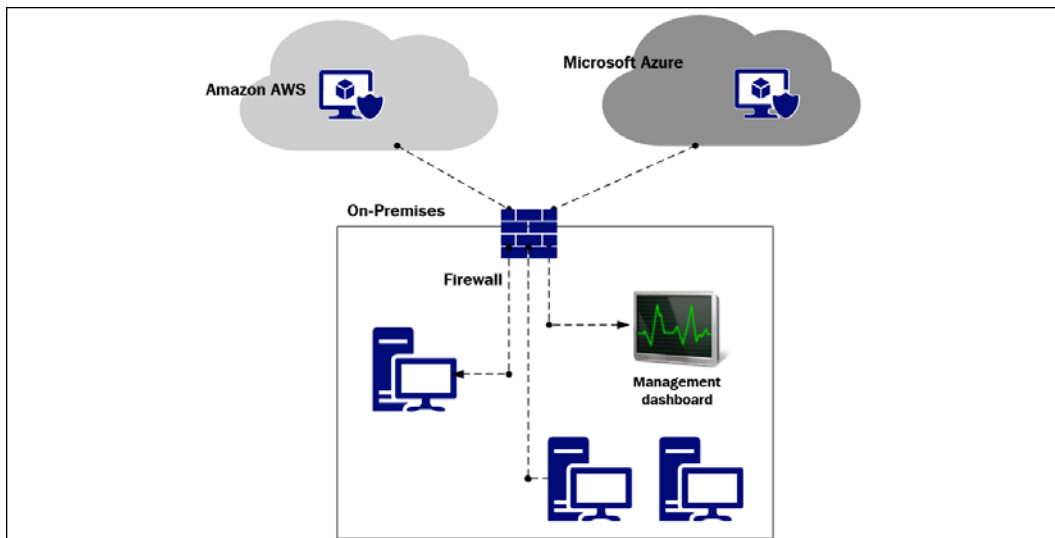 Amazon AWS
Microsoft Azure
On-Premises
Firewall
Management
dashboard